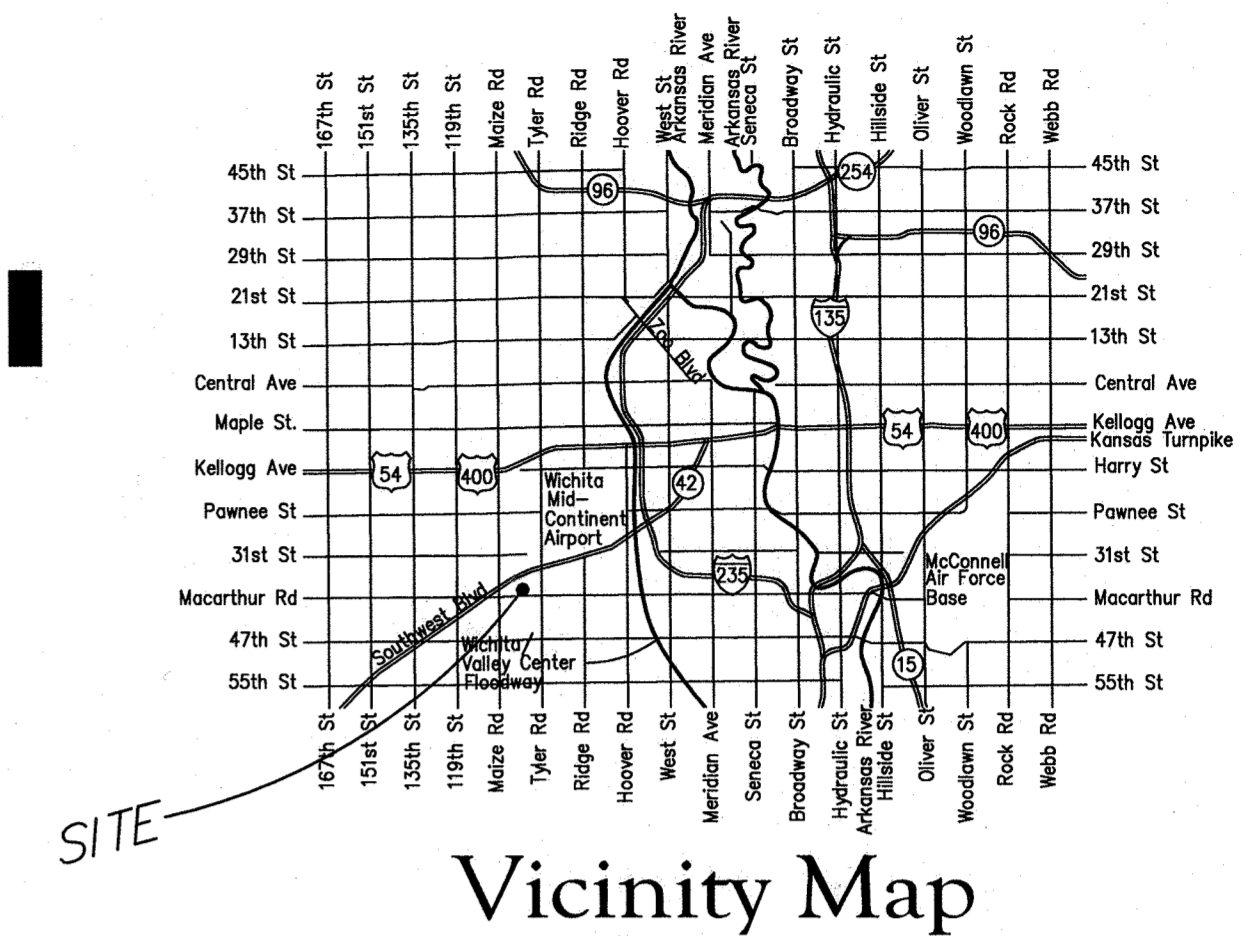 167th St
151st St
135th St
119th St
Maize Rd
Tyler Rd
Ridge Rd
Hoover Rd
West St
Arkansas River
Meridian Ave
Arkansas River
Seneca St
Broadway St
Hydraulic St
Hillside St
Oliver St
Woodlawn St
Rock Rd
Webb Rd
45th St
254
45th St
96
37th St
37th St
96
29th St
29th St
21st St
21st St
135
13th St
Zoo Blvd
13th St
Central Ave
Central Ave
Maple St.
54
400
Kellogg Ave
Kansas Turnpike
Kellogg Ave
54
400
Harry St
Wichita
Mid-
Continent
Airport
42
Pawnee St
Pawnee St
31st St
31st St
235
McConnell
Air Force
Base
Macarthur Rd
Macarthur Rd
Southwest Blvd
47th St
47th St
Wichita/
Valley Center
Floodway
15
55th St
55th St
167th St
151st St
135th St
119th St
Maize Rd
Tyler Rd
Ridge Rd
Hoover Rd
West St
Meridian Ave
Seneca St
Broadway St
Hydraulic St
Arkansas River
Hillside St
Oliver St
Woodlawn St
Rock Rd
Webb Rd
SITE
Vicinity Map